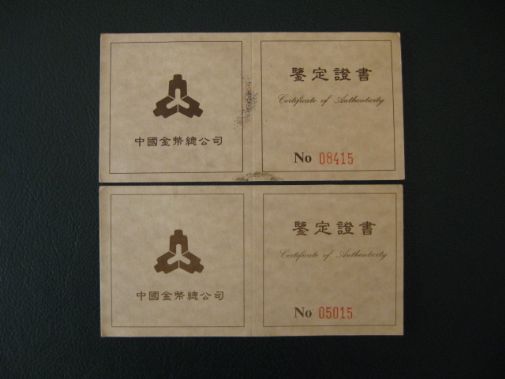 中國金幣總公司
鑒定證書
Certificate of Authenticity
No 08415
中國金幣總公司
鑒定證書
Certificate of Authenticity
No 05015